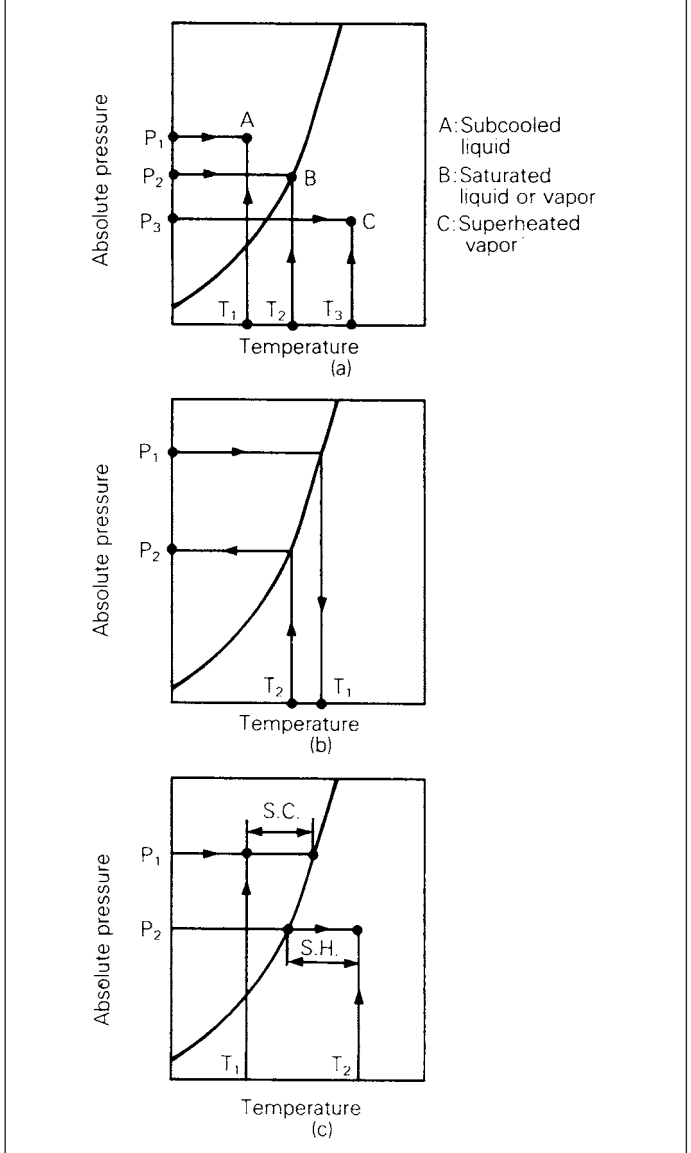 Absolute pressure
P₁
P₂
P₃
A
B
C
T₁ T₂ T₃
Temperature
(a)
A:Subcooled
liquid
B:Saturated
liquid or vapor
C:Superheated
vapor
Absolute pressure
P₁
P₂
T₂ T₁
Temperature
(b)
Absolute pressure
S.C.
P₁
P₂
S.H.
T₁ T₂
Temperature
(c)